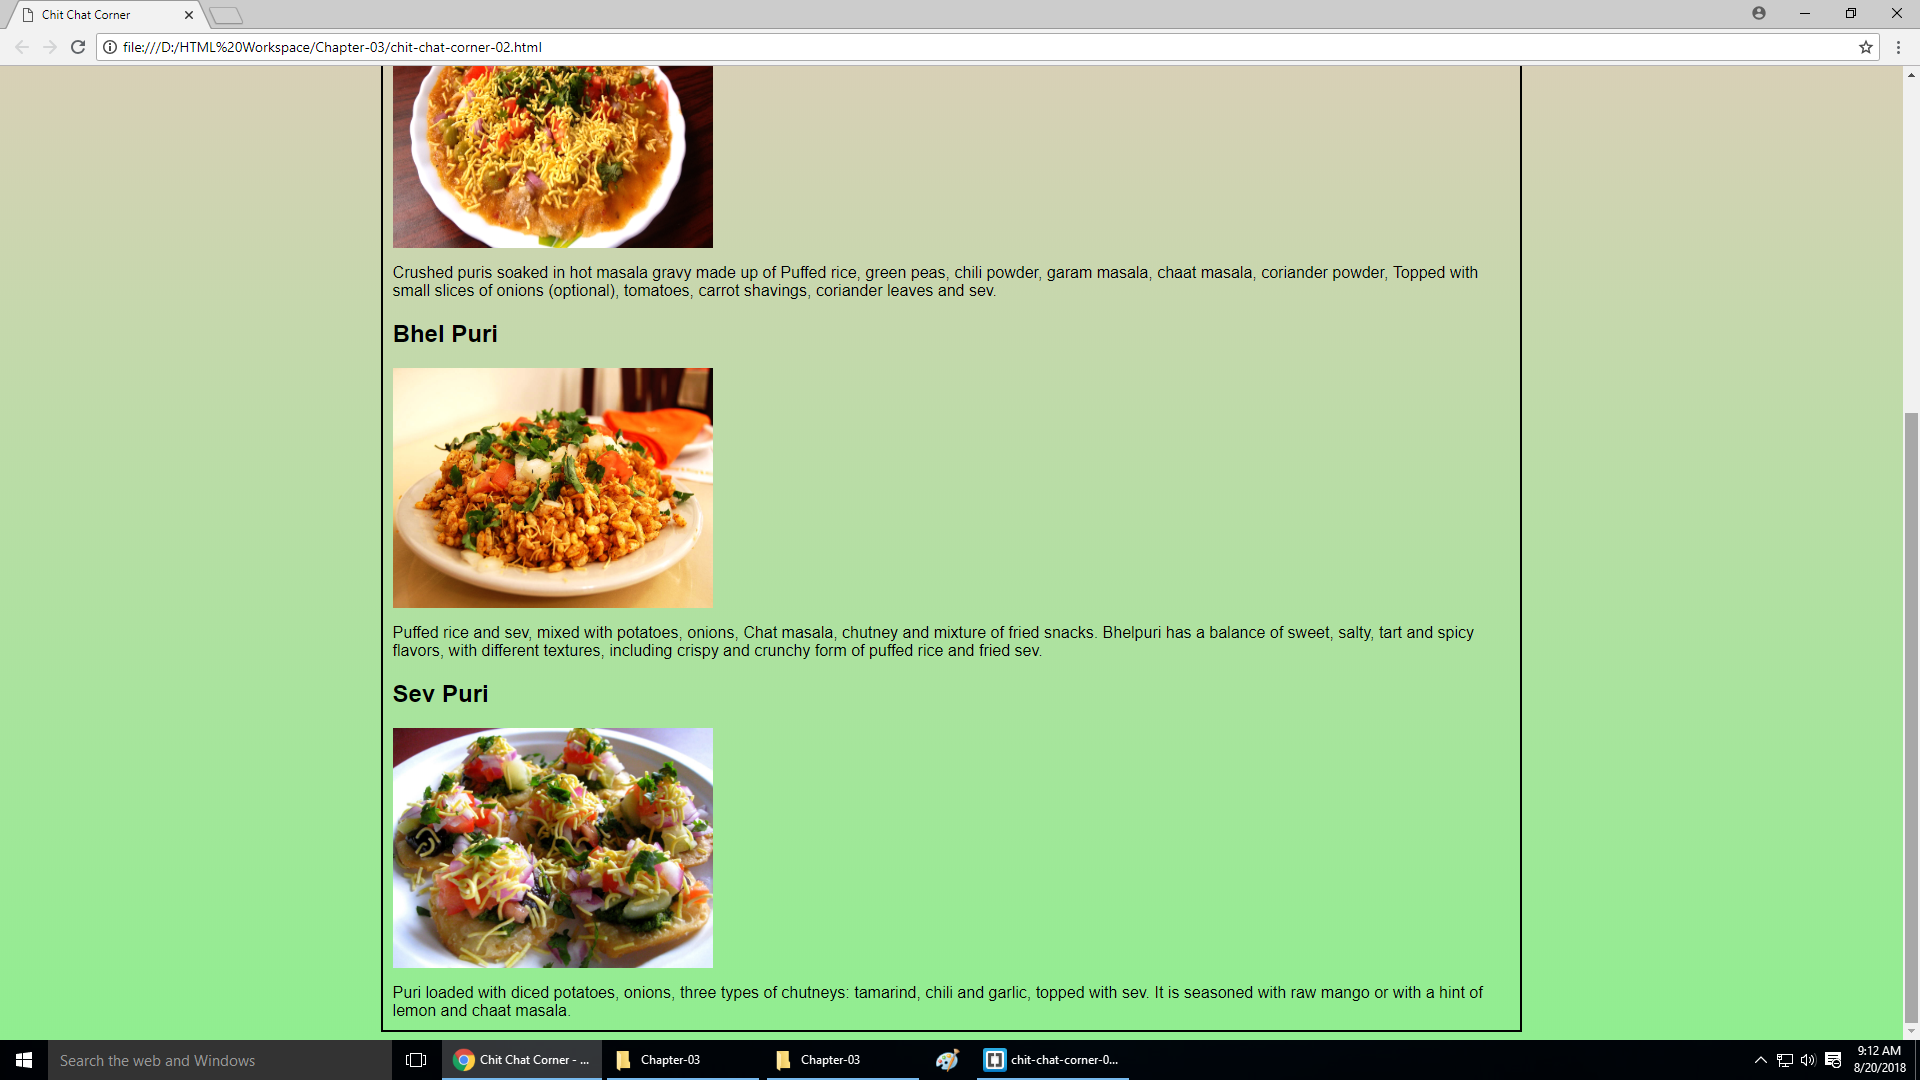 Chit Chat Corner
file:///D:/HTML%20Workspace/Chapter-03/chit-chat-corner-02.html
Crushed puris soaked in hot masala gravy made up of Puffed rice, green peas, chili powder, garam masala, chaat masala, coriander powder, Topped with
small slices of onions (optional), tomatoes, carrot shavings, coriander leaves and sev.
Bhel Puri
Puffed rice and sev, mixed with potatoes, onions, Chat masala, chutney and mixture of fried snacks. Bhelpuri has a balance of sweet, salty, tart and spicy
flavors, with different textures, including crispy and crunchy form of puffed rice and fried sev.
Sev Puri
Puri loaded with diced potatoes, onions, three types of chutneys: tamarind, chili and garlic, topped with sev. It is seasoned with raw mango or with a hint of
lemon and chaat masala.
Search the web and Windows
Chit Chat Corner - ...
Chapter-03
Chapter-03
chit-chat-corner-0...
9:12 AM
8/20/2018